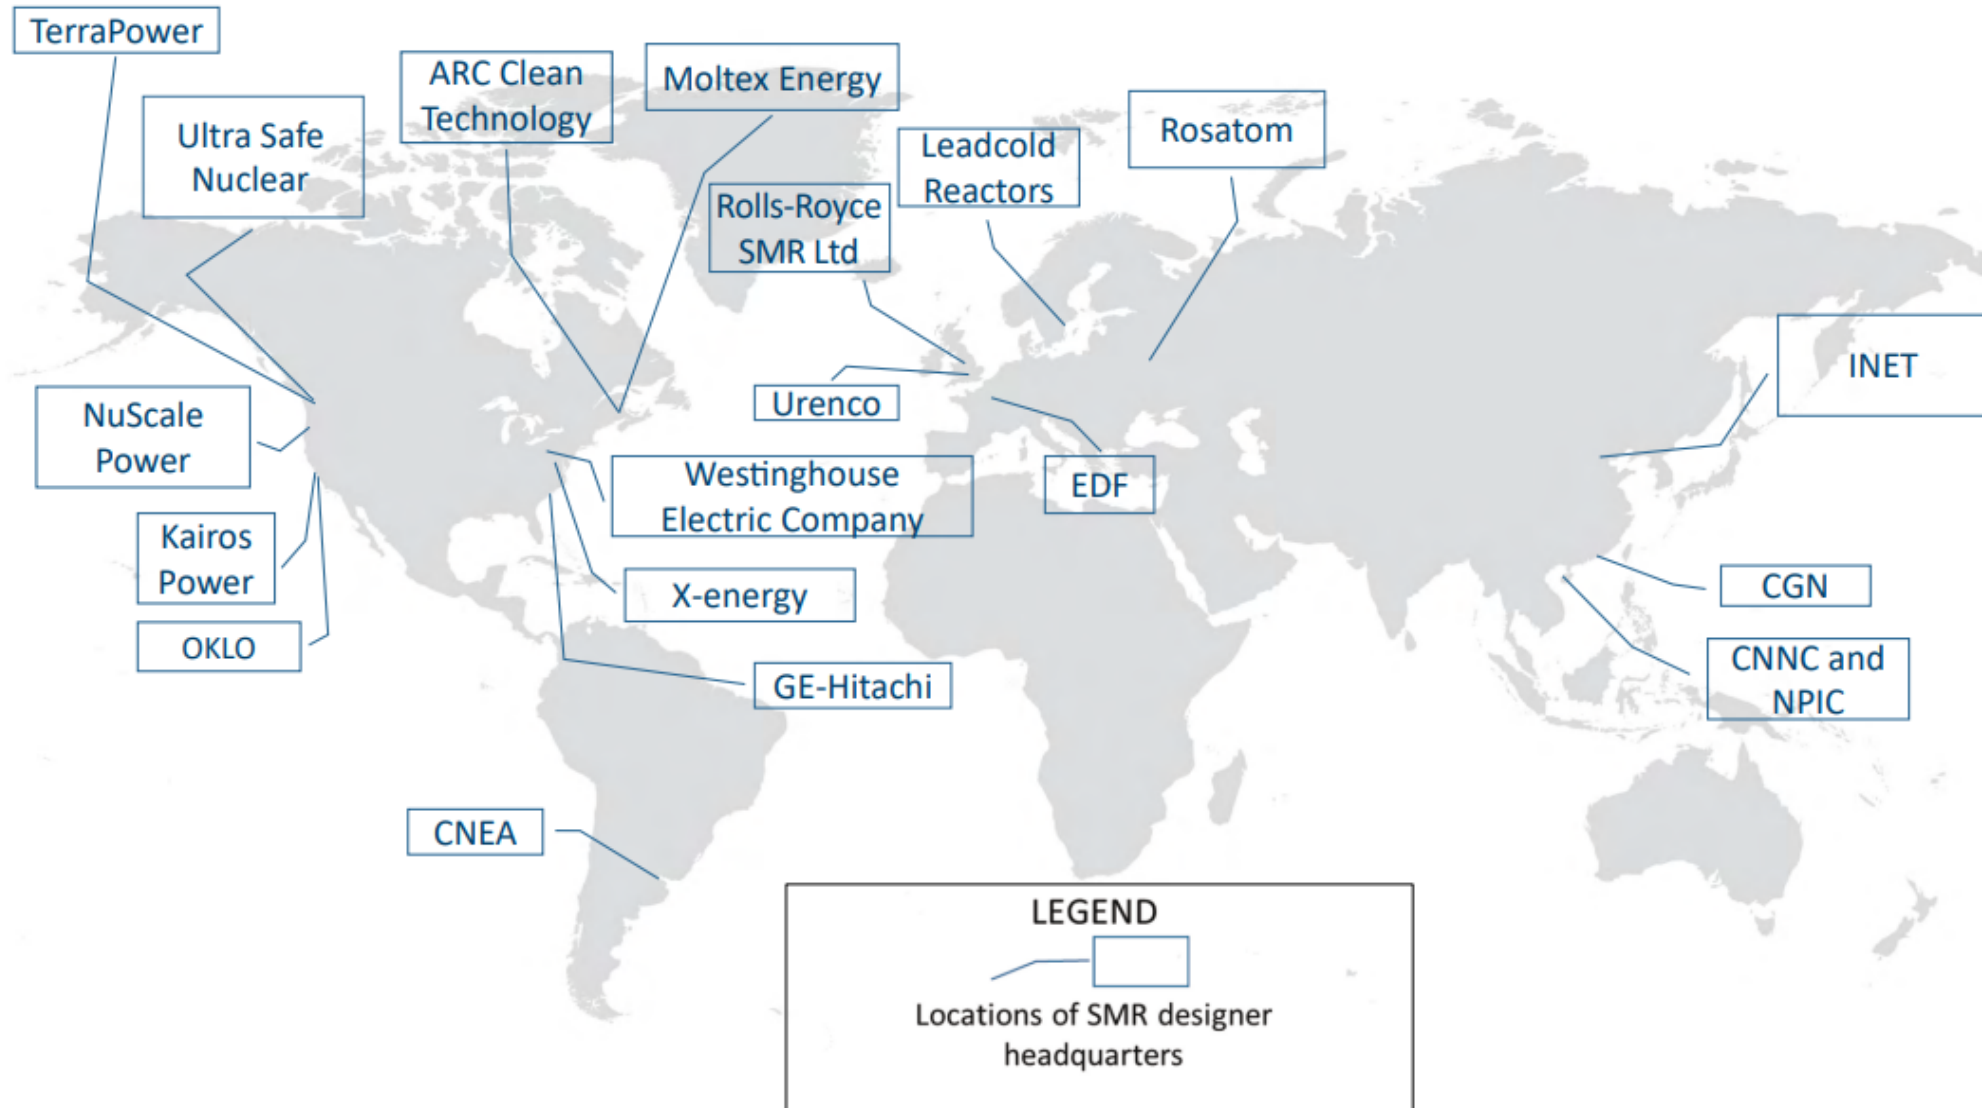 TerraPower
ARC Clean
Technology
Moltex Energy
Ultra Safe
Nuclear
Leadcold
Reactors
Rosatom
Rolls-Royce
SMR Ltd
INET
Urenco
NuScale
Power
Westinghouse
Electric Company
EDF
Kairos
Power
X-energy
CGN
OKLO
GE-Hitachi
CNNC and
NPIC
CNEA
LEGEND
Locations of SMR designer
headquarters